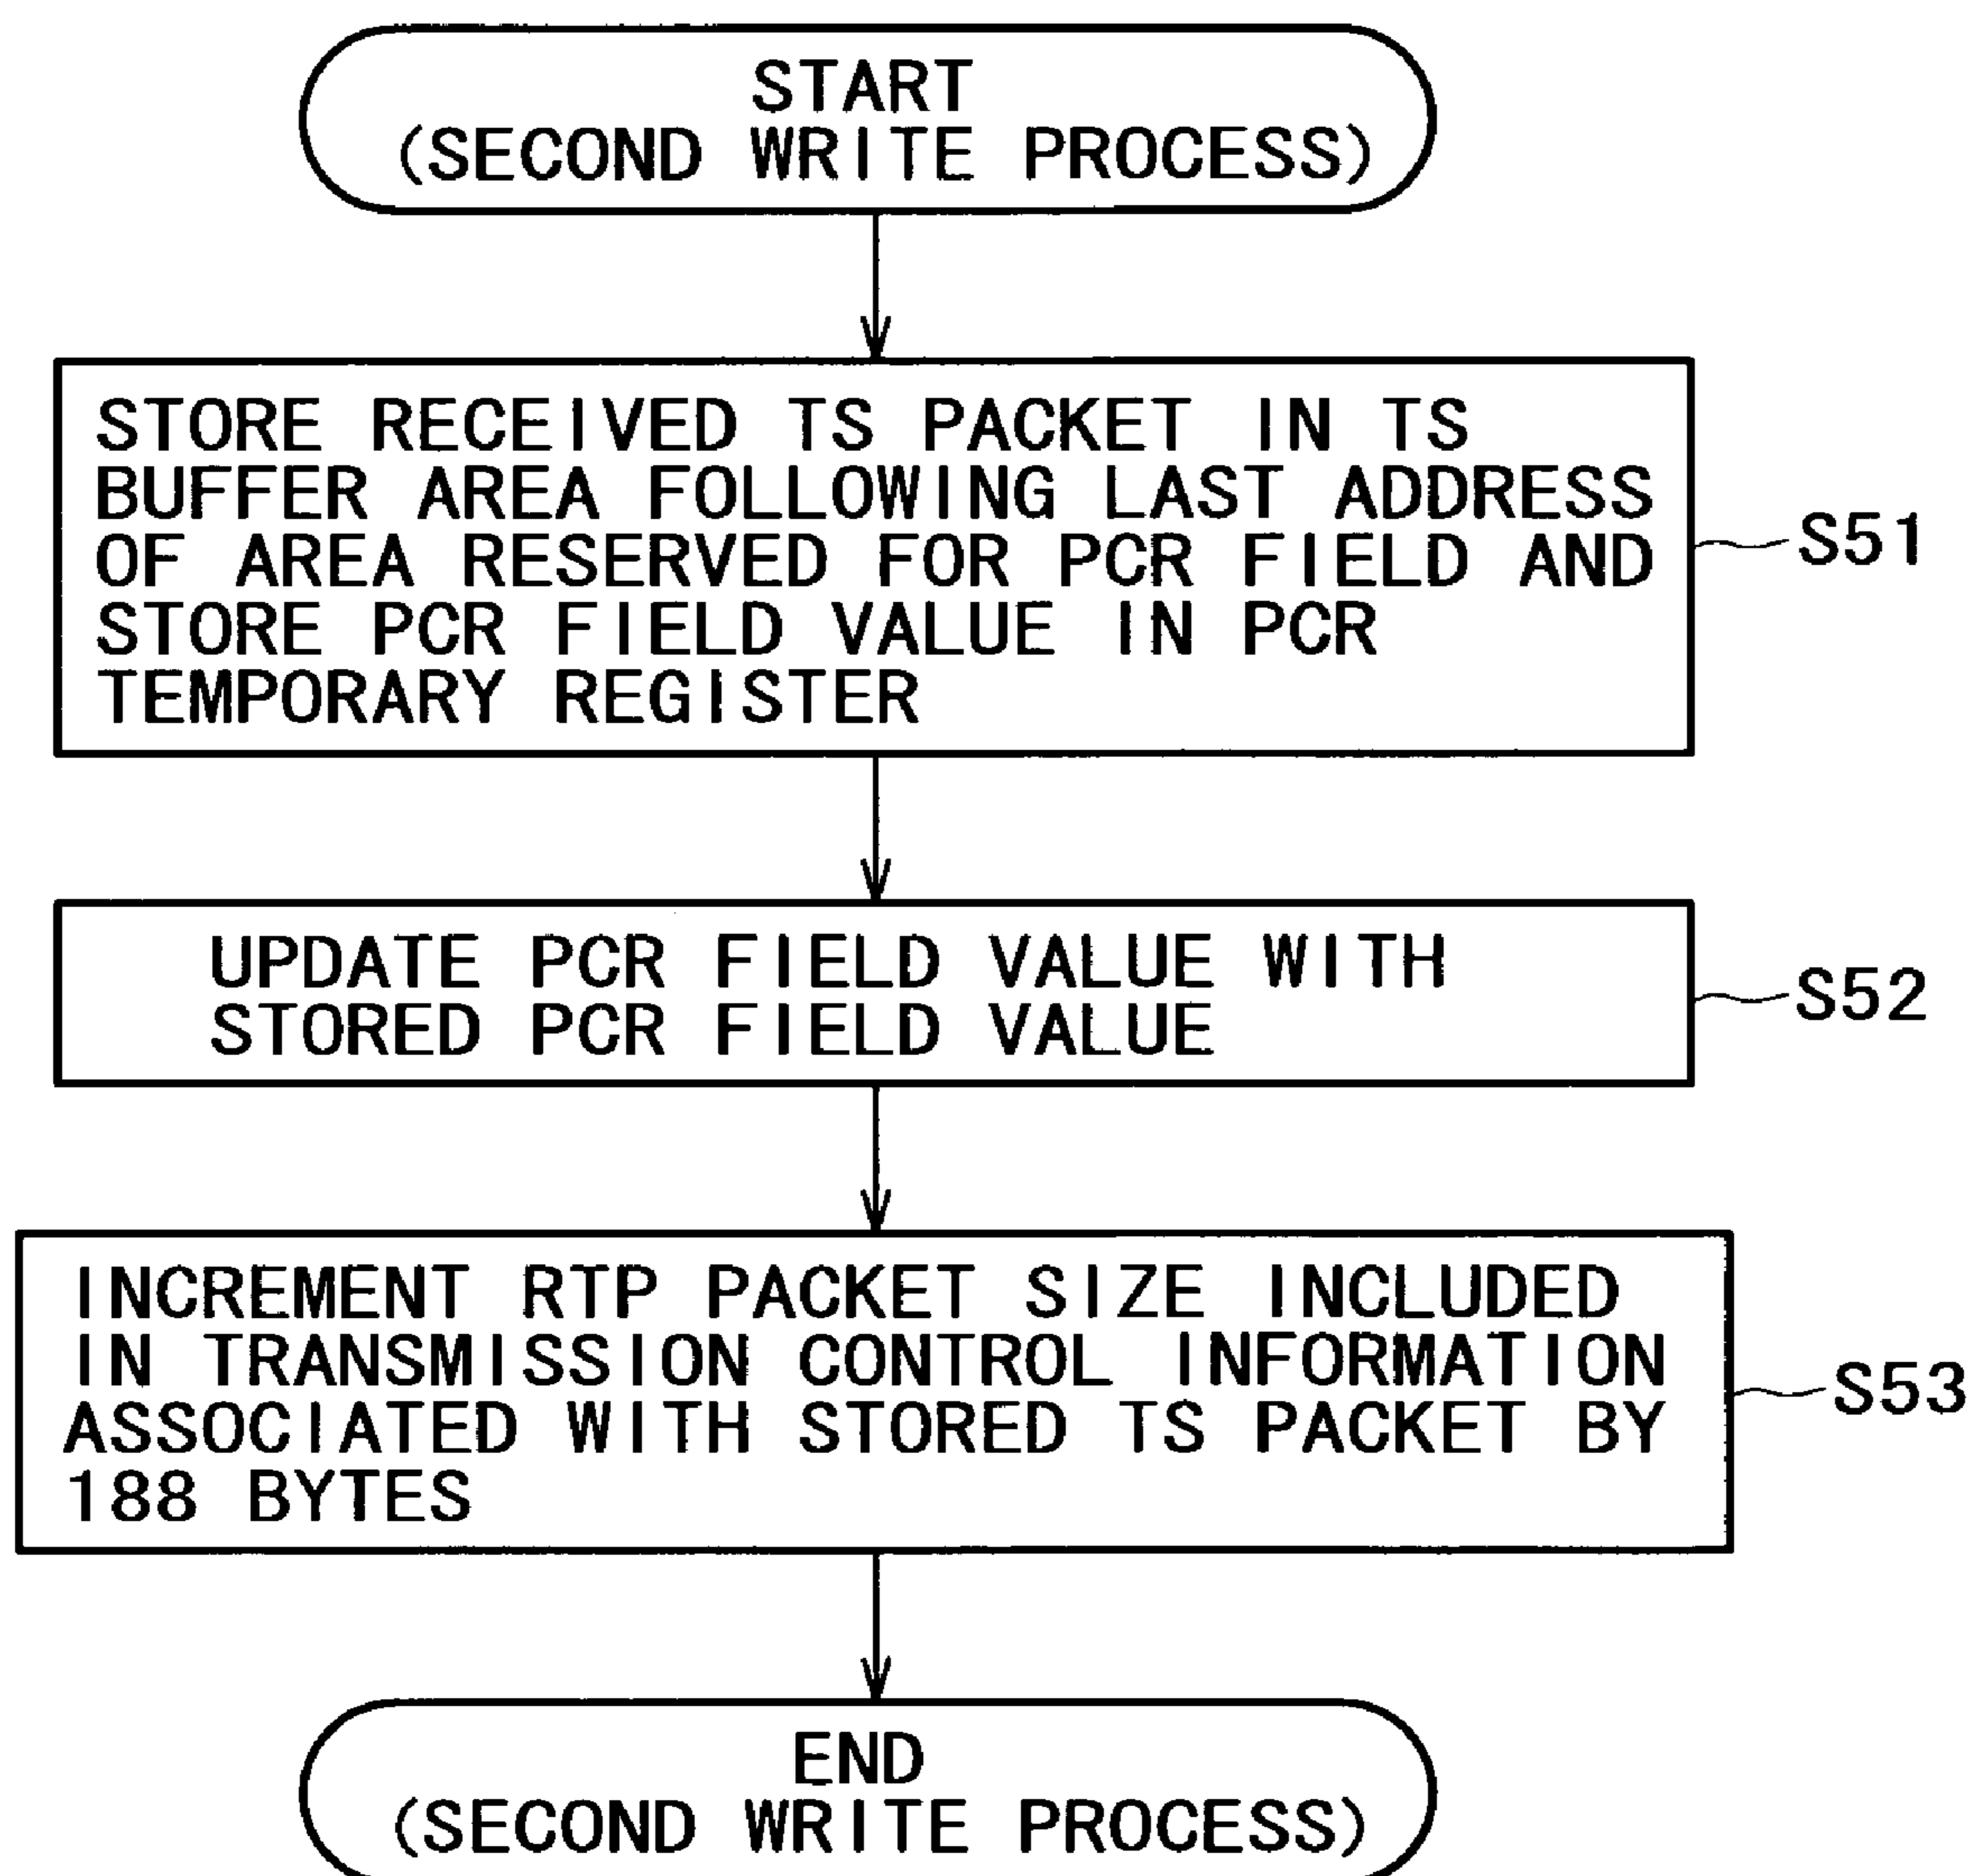 START
(SECOND WRITE PROCESS)
STORE RECEIVED TS PACKET IN TS
BUFFER AREA FOLLOWING LAST ADDRESS
OF AREA RESERVED FOR PCR FIELD AND
STORE PCR FIELD VALUE IN PCR
TEMPORARY REGISTER
S51
UPDATE PCR FIELD VALUE WITH
STORED PCR FIELD VALUE
S52
INCREMENT RTP PACKET SIZE INCLUDED
IN TRANSMISSION CONTROL INFORMATION
ASSOCIATED WITH STORED TS PACKET BY
188 BYTES
S53
END
(SECOND WRITE PROCESS)